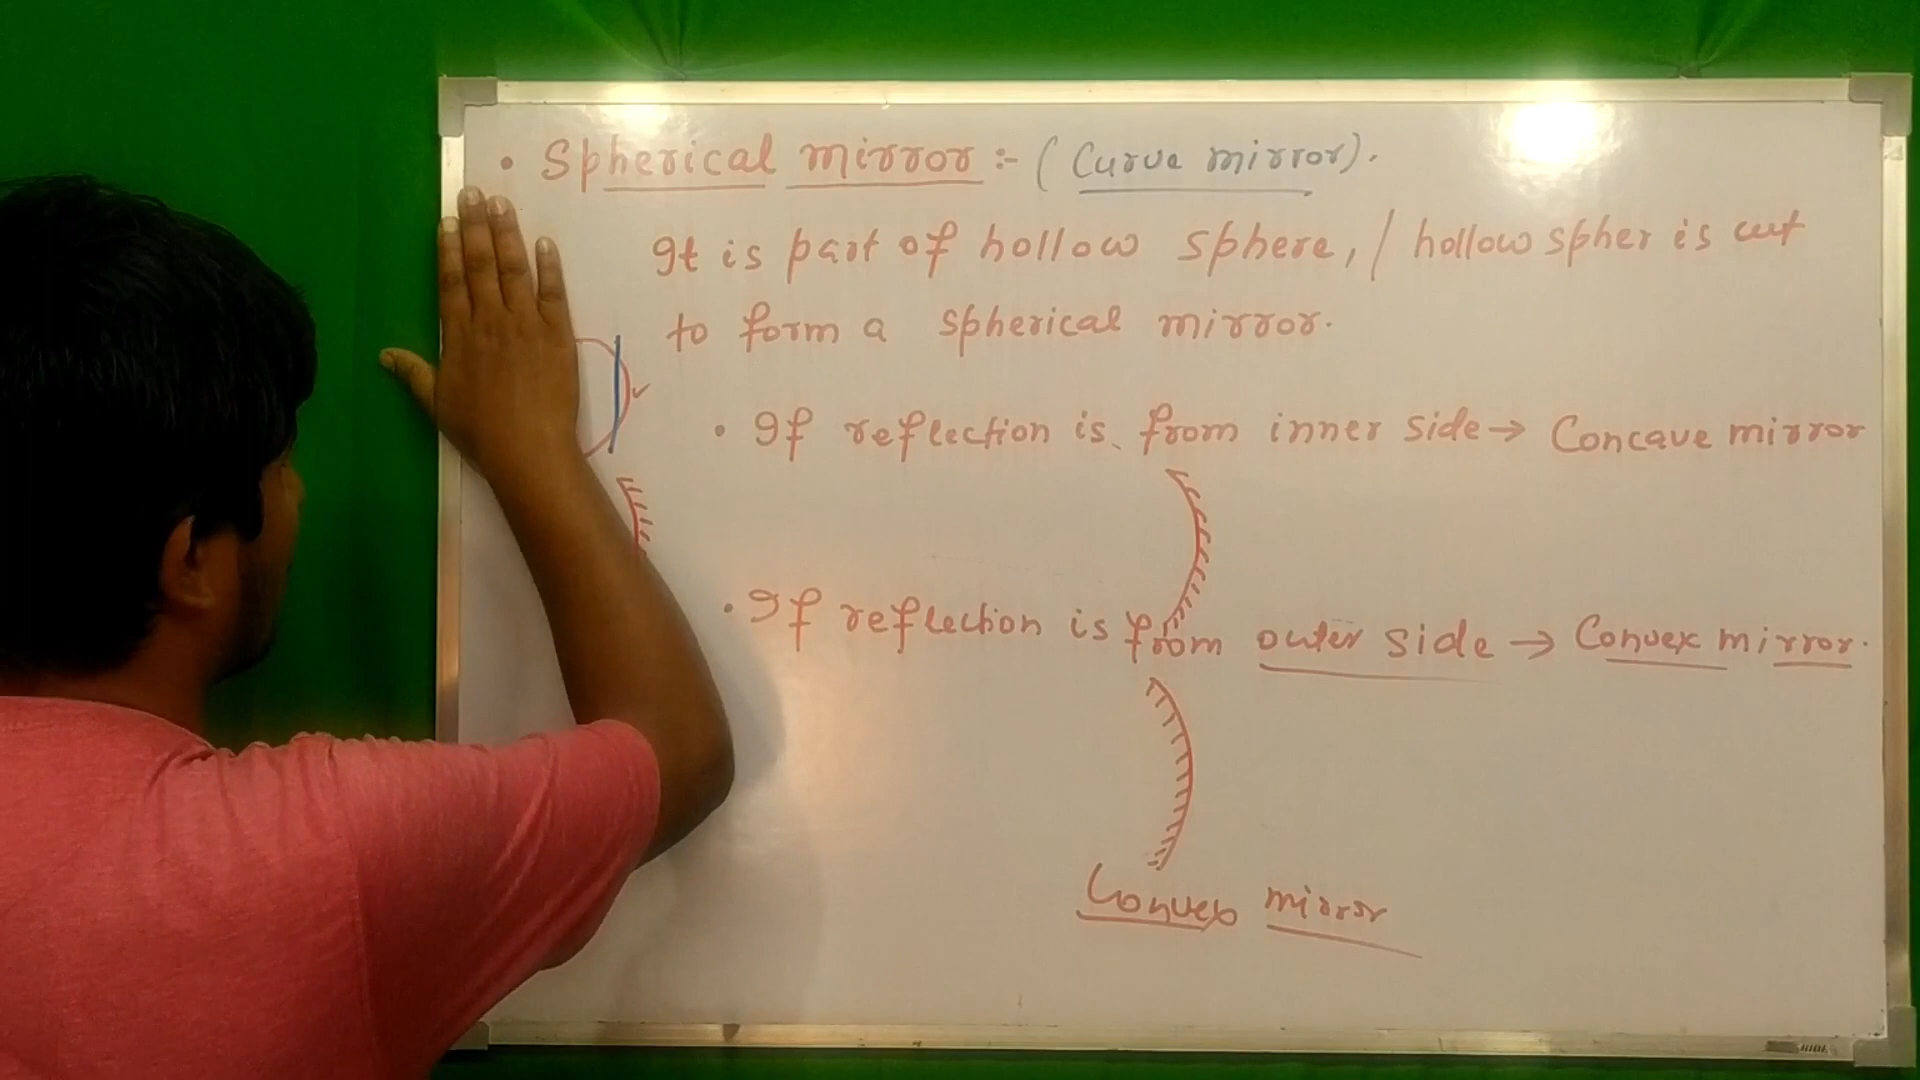 • Spherical mirror :- (Curve mirror).
It is part of hollow sphere, / hollow spher is cut
to form a spherical mirror.
• If reflection is from inner side → Concave mirror
• If reflection is from outer side → Convex mirror.
Convex mirror